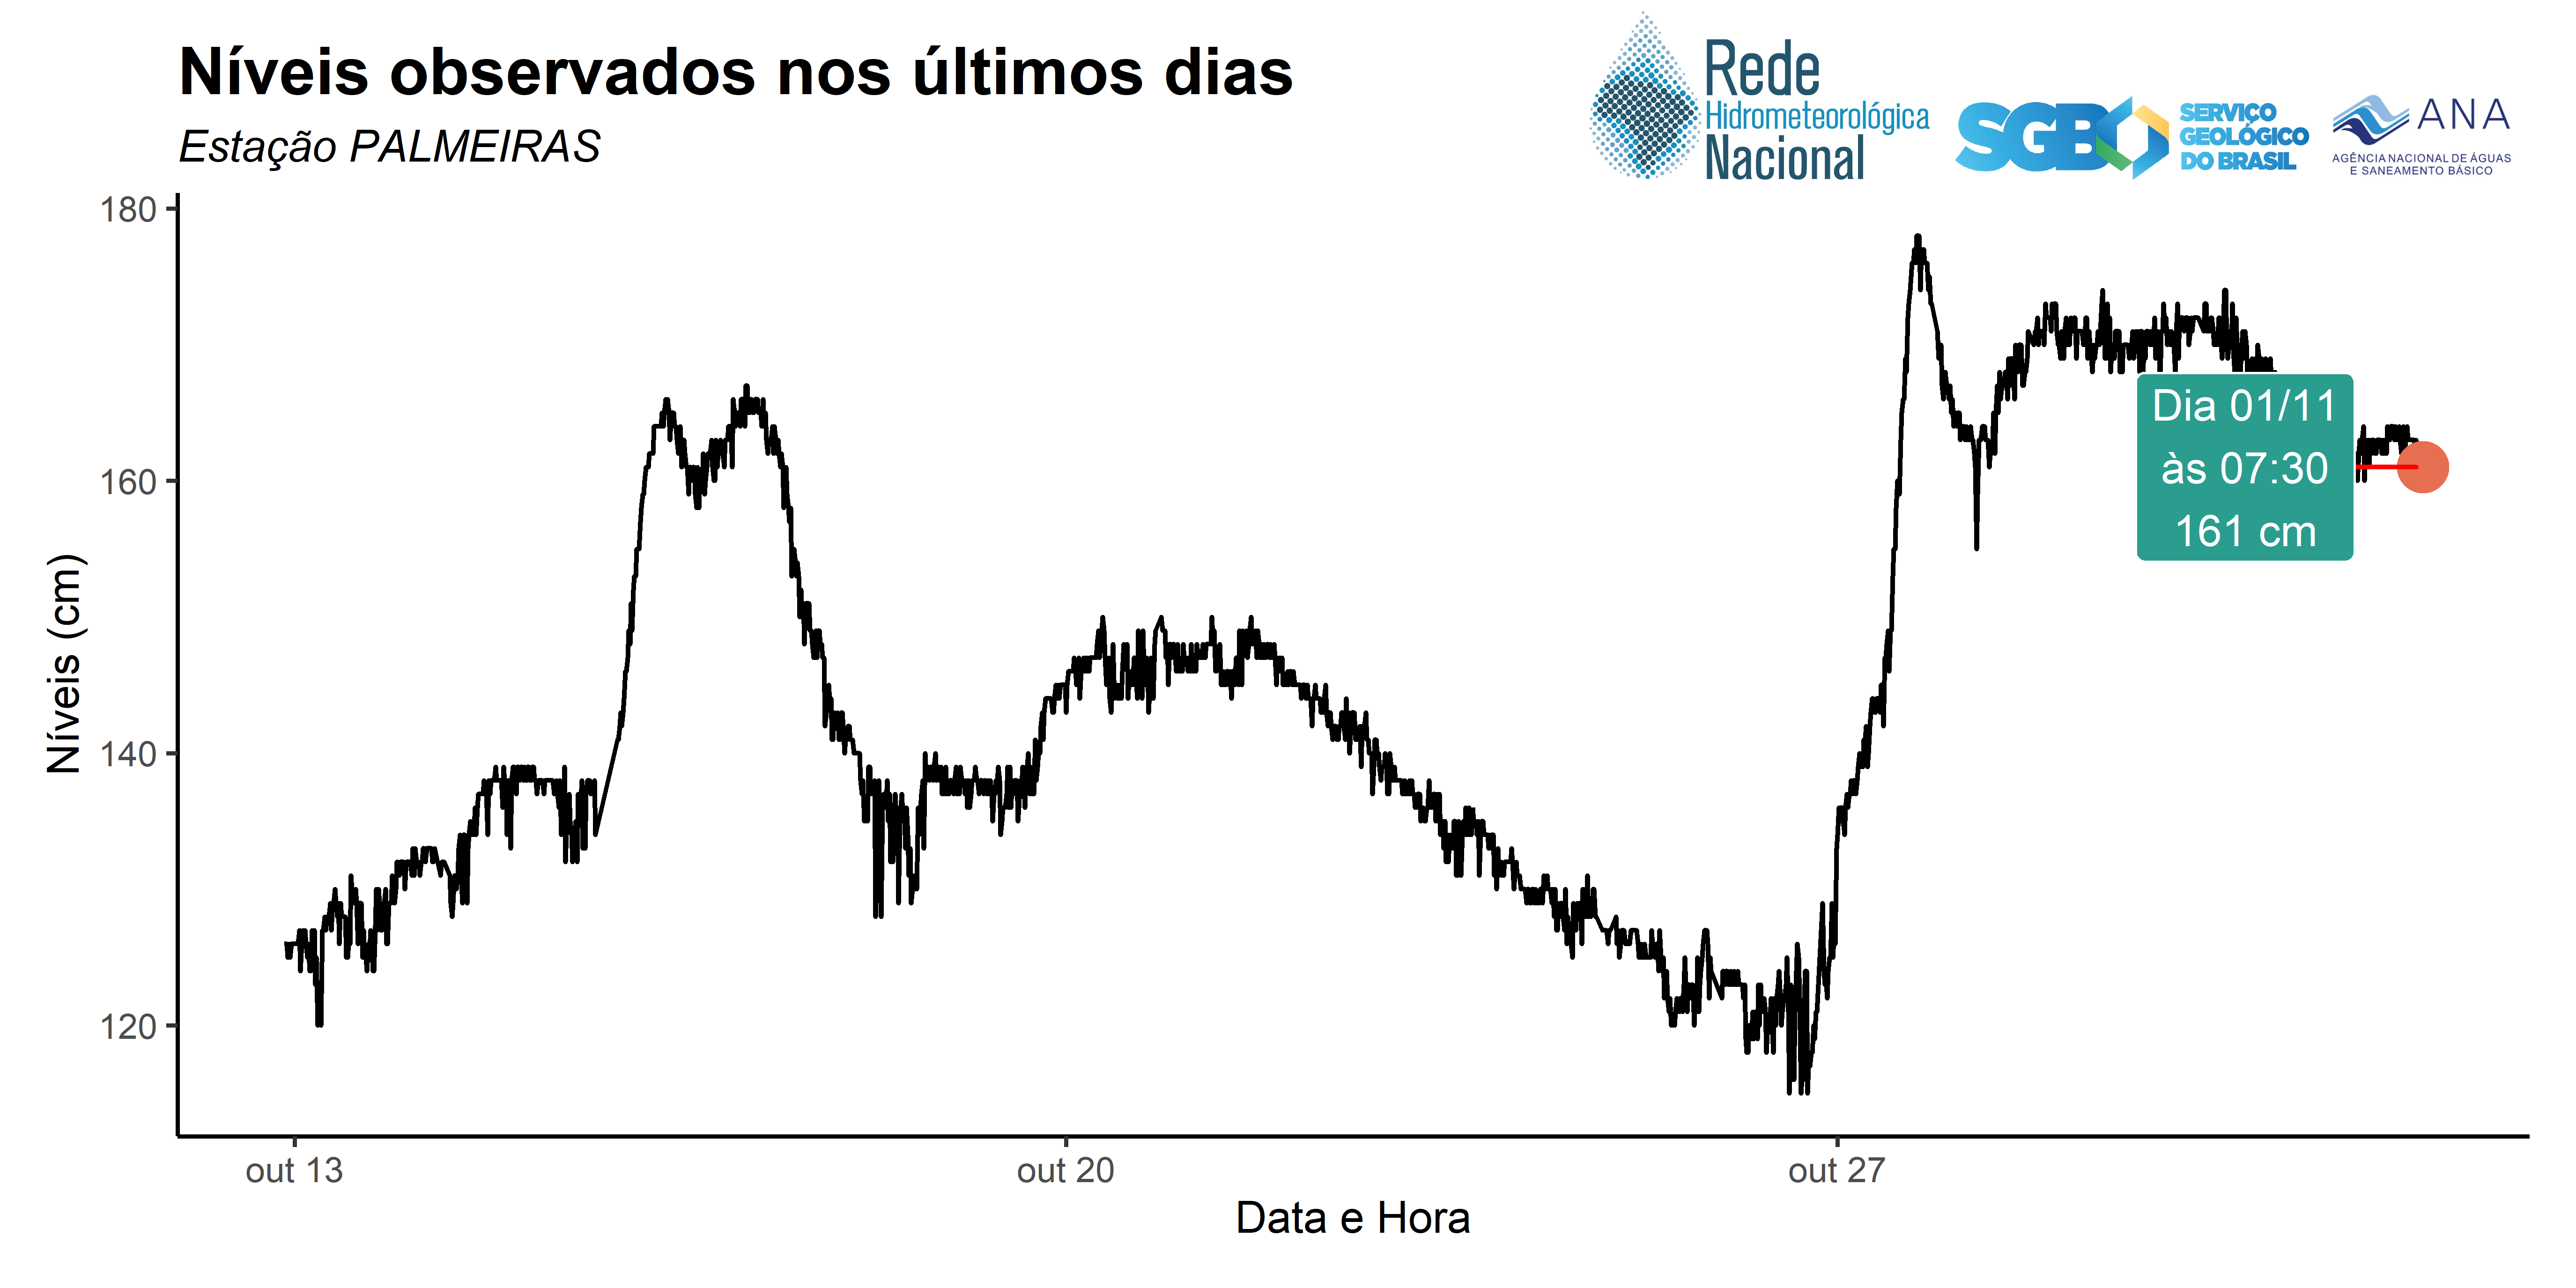 Níveis observados nos últimos dias
Estação PALMEIRAS
Rede
Hidrometeorológica
Nacional
SGB
SERVIÇO
GEOLÓGICO
DO BRASIL
ANA
AGÊNCIA NACIONAL DE ÁGUAS
E SANEAMENTO BÁSICO
180
160
140
120
Níveis (cm)
Dia 01/11
às 07:30
161 cm
out 13
out 20
out 27
Data e Hora